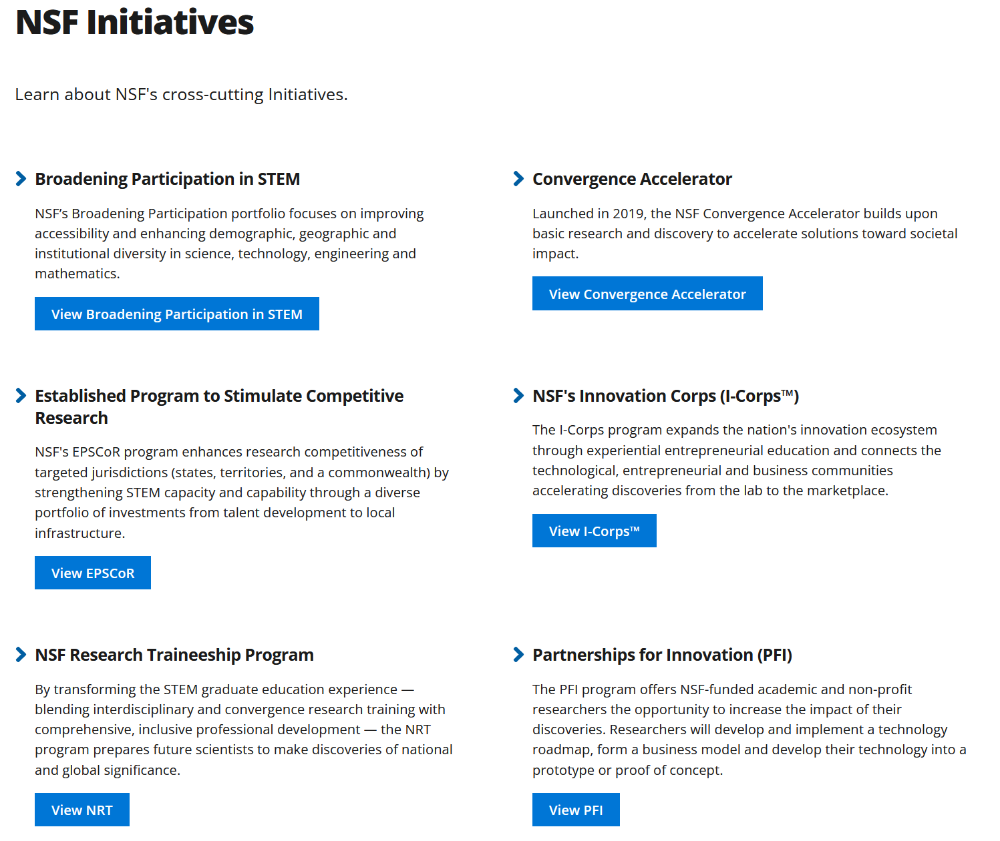 NSF Initiatives
Learn about NSF's cross-cutting Initiatives.
Broadening Participation in STEM
NSF’s Broadening Participation portfolio focuses on improving
accessibility and enhancing demographic, geographic and
institutional diversity in science, technology, engineering and
mathematics.
View Broadening Participation in STEM
Convergence Accelerator
Launched in 2019, the NSF Convergence Accelerator builds upon
basic research and discovery to accelerate solutions toward societal
impact.
View Convergence Accelerator
Established Program to Stimulate Competitive
Research
NSF's EPSCoR program enhances research competitiveness of
targeted jurisdictions (states, territories, and a commonwealth) by
strengthening STEM capacity and capability through a diverse
portfolio of investments from talent development to local
infrastructure.
View EPSCoR
NSF's Innovation Corps (I-Corps™)
The I-Corps program expands the nation's innovation ecosystem
through experiential entrepreneurial education and connects the
technological, entrepreneurial and business communities
accelerating discoveries from the lab to the marketplace.
View I-Corps™
NSF Research Traineeship Program
By transforming the STEM graduate education experience —
blending interdisciplinary and convergence research training with
comprehensive, inclusive professional development — the NRT
program prepares future scientists to make discoveries of national
and global significance.
View NRT
Partnerships for Innovation (PFI)
The PFI program offers NSF-funded academic and non-profit
researchers the opportunity to increase the impact of their
discoveries. Researchers will develop and implement a technology
roadmap, form a business model and develop their technology into a
prototype or proof of concept.
View PFI